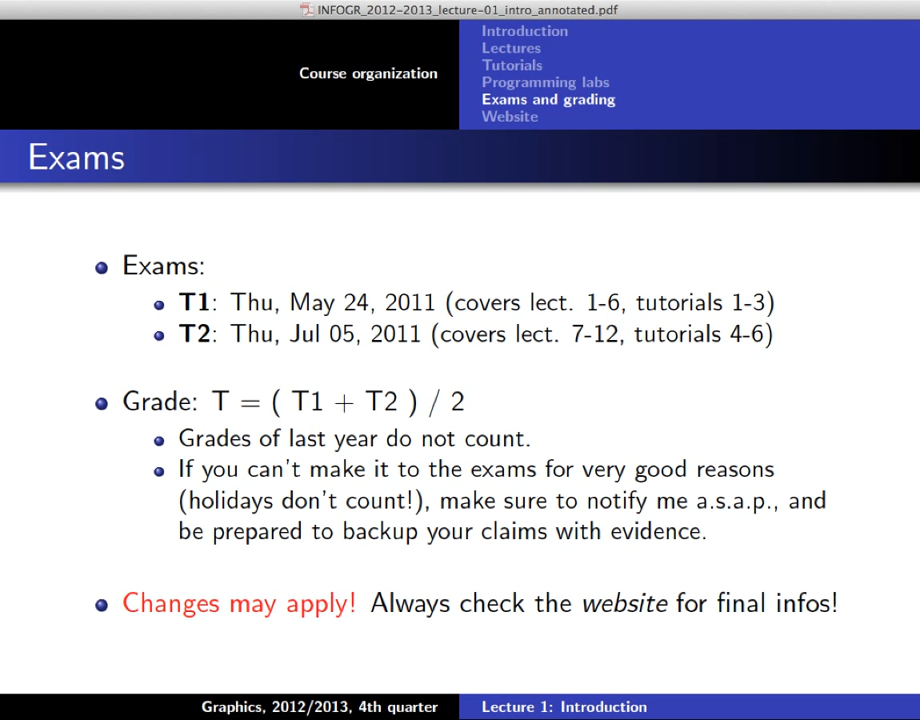 INFOGR_2012-2013_lecture-01_intro_annotated.pdf
Course organization
Introduction
Lectures
Tutorials
Programming labs
Exams and grading
Website
Exams
Exams:
T1: Thu, May 24, 2011 (covers lect. 1-6, tutorials 1-3)
T2: Thu, Jul 05, 2011 (covers lect. 7-12, tutorials 4-6)
Grade: T = ( T1 + T2 ) / 2
Grades of last year do not count.
If you can't make it to the exams for very good reasons
(holidays don't count!), make sure to notify me a.s.a.p., and
be prepared to backup your claims with evidence.
Changes may apply! Always check the website for final infos!
Graphics, 2012/2013, 4th quarter
Lecture 1: Introduction